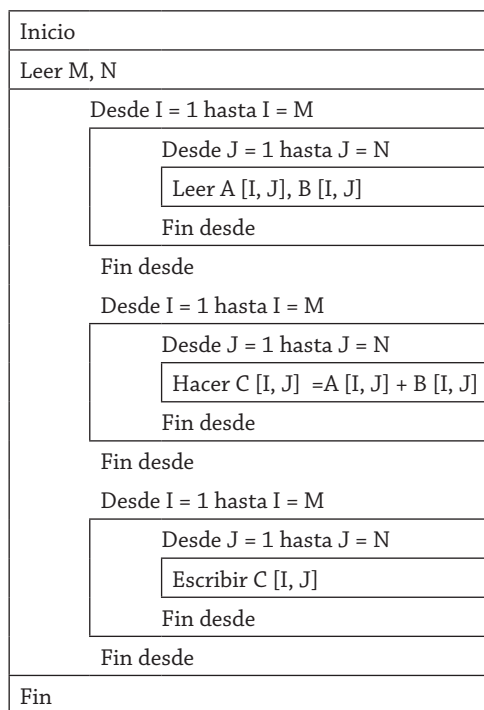 Inicio
Leer M, N
Desde I = 1 hasta I = M
Desde J = 1 hasta J = N
Leer A [I, J], B [I, J]
Fin desde
Fin desde
Desde I = 1 hasta I = M
Desde J = 1 hasta J = N
Hacer C [I, J] =A [I, J] + B [I, J]
Fin desde
Fin desde
Desde I = 1 hasta I = M
Desde J = 1 hasta J = N
Escribir C [I, J]
Fin desde
Fin desde
Fin